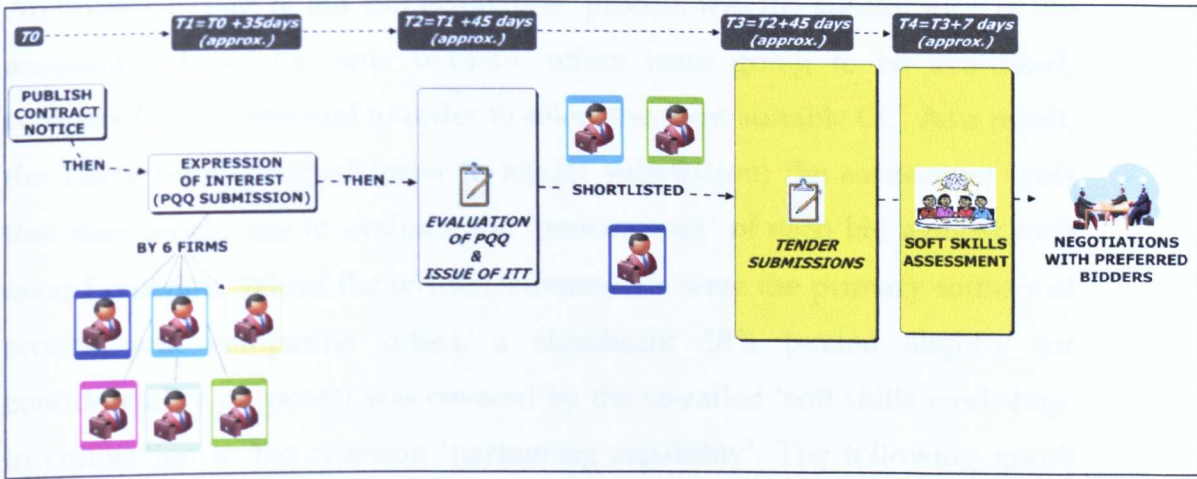 T0
T1=T0 +35days
(approx.)
T2=T1 +45 days
(approx.)
T3=T2+45 days
(approx.)
T4=T3+7 days
(approx.)
PUBLISH
CONTRACT
NOTICE
THEN
EXPRESSION
OF INTEREST
(PQQ SUBMISSION)
BY 6 FIRMS
THEN
EVALUATION
OF PQQ
&
ISSUE OF ITT
SHORTLISTED
TENDER
SUBMISSIONS
SOFT SKILLS
ASSESSMENT
NEGOTIATIONS
WITH PREFERRED
BIDDERS